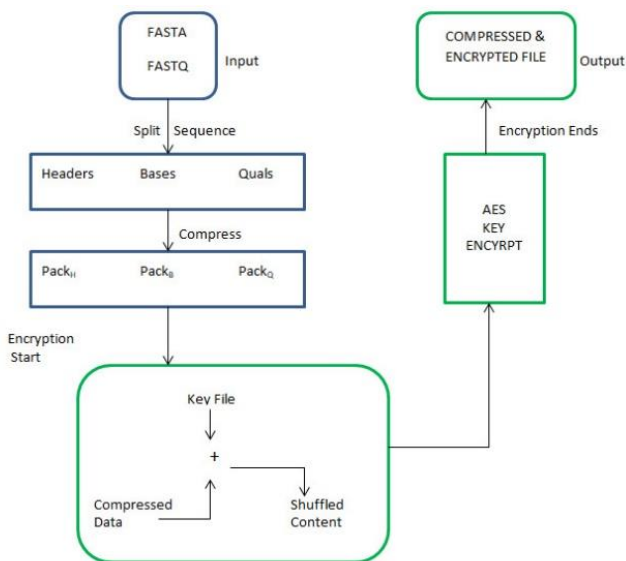 FASTA
FASTQ
Input
Split Sequence
Headers Bases Quals
Compress
PackH PackB PackQ
Encryption
Start
Key File
+
Compressed
Data
Shuffled
Content
AES
KEY
ENCYRPT
Encryption Ends
COMPRESSED &
ENCRYPTED FILE
Output